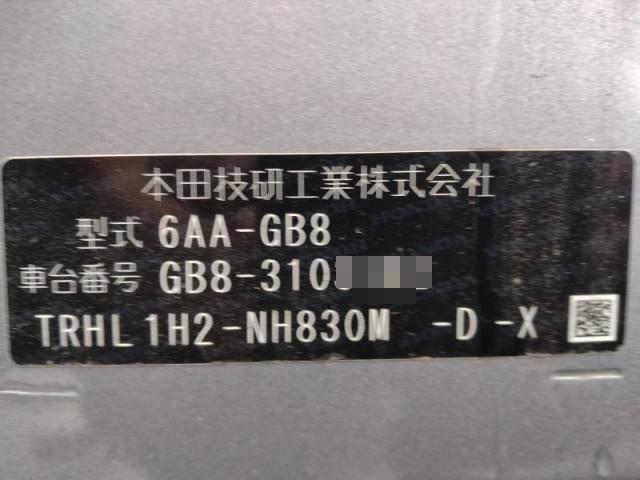 本田技研工業株式会社
型式 6AA-GB8
車台番号 GB8-310
TRHL1H2-NH830M -D -X